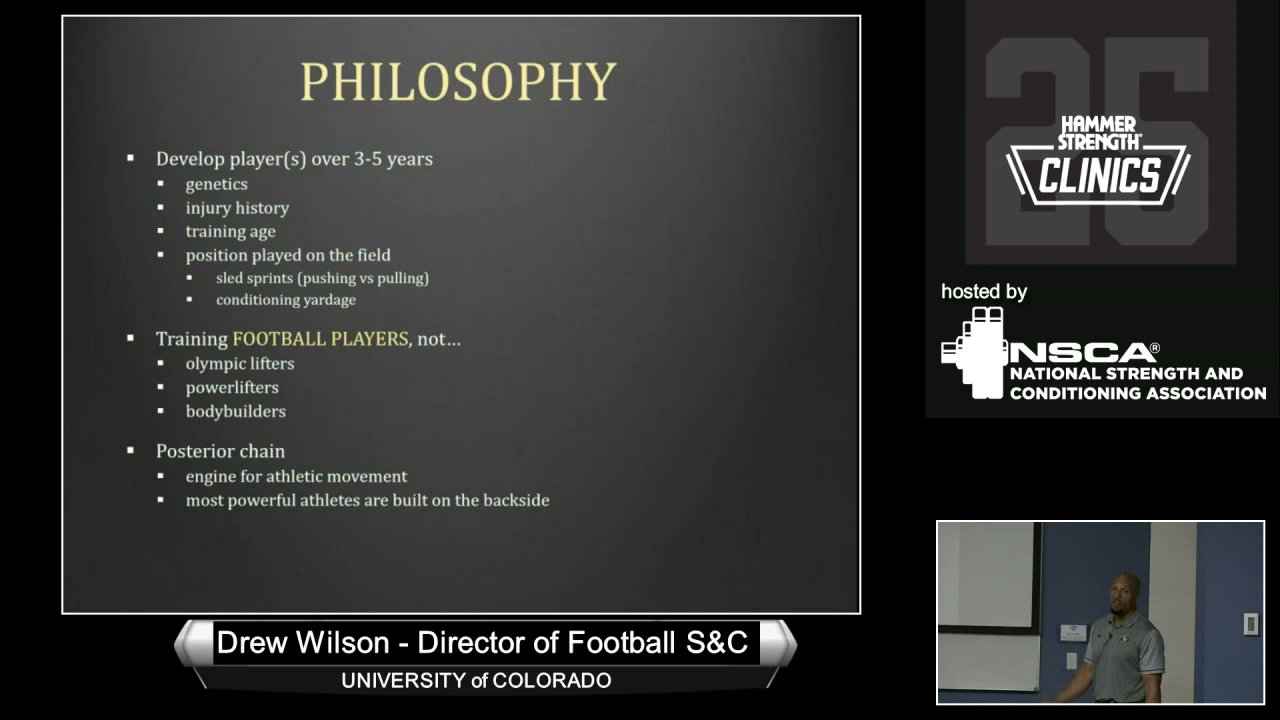 PHILOSOPHY
▪ Develop player(s) over 3-5 years
▪ genetics
▪ injury history
▪ training age
▪ position played on the field
▪ sled sprints (pushing vs pulling)
▪ conditioning yardage
▪ Training FOOTBALL PLAYERS, not...
▪ olympic lifters
▪ powerlifters
▪ bodybuilders
▪ Posterior chain
▪ engine for athletic movement
▪ most powerful athletes are built on the backside
Drew Wilson - Director of Football S&C
UNIVERSITY of COLORADO
25
HAMMER
STRENGTH
CLINICS
hosted by
NSCA®
NATIONAL STRENGTH AND
CONDITIONING ASSOCIATION